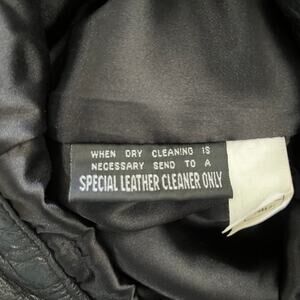 WHEN DRY CLEANING IS
NECESSARY SEND TO A
SPECIAL LEATHER CLEANER ONLY